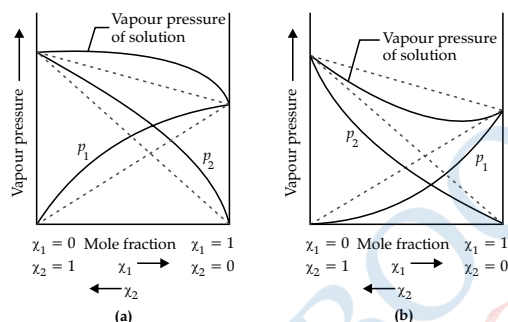 Vapour pressure
of solution
Vapour pressure
p₁
p₂
χ₁ = 0 Mole fraction χ₁ = 1
χ₂ = 1 χ₁ → χ₂ = 0
← χ₂
(a)
Vapour pressure
of solution
Vapour pressure
p₂
p₁
χ₁ = 0 Mole fraction χ₁ = 1
χ₂ = 1 χ₁ → χ₂ = 0
← χ₂
(b)